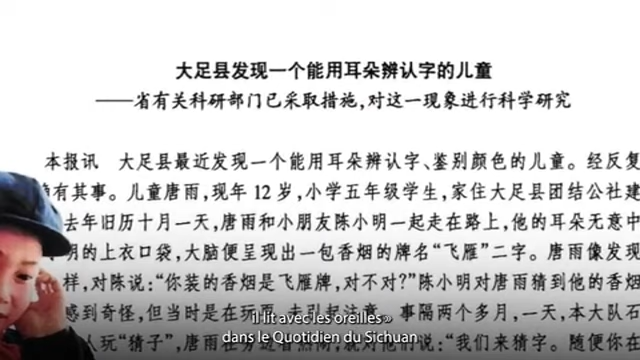 大足县发现一个能用耳朵辨认字的儿童
——省有关科研部门已采取措施，对这一现象进行科学研究
本报讯 大足县最近发现一个能用耳朵辨认字、鉴别颜色的儿童。经反复
有其事。儿童唐雨，现年12岁，小学五年级学生，家住大足县团结公社建
去年旧历十月一天，唐雨和小朋友陈小明一起走在路上，他的耳朵无意中
明的上衣口袋，大脑便呈现出一包香烟的牌名“飞雁”二字。唐雨像发现
样，对陈说：“你装的香烟是飞雁牌，对不对？”陈小明对唐雨猜到他的香烟
感到奇怪，但当时是在玩耍，未引起注意。事隔两个多月，一天，本大队石
人玩“猜子”，唐雨在旁
就对他们说：“我们来猜字。随便你在
il lit avec les oreilles »
dans le Quotidien du Sichuan